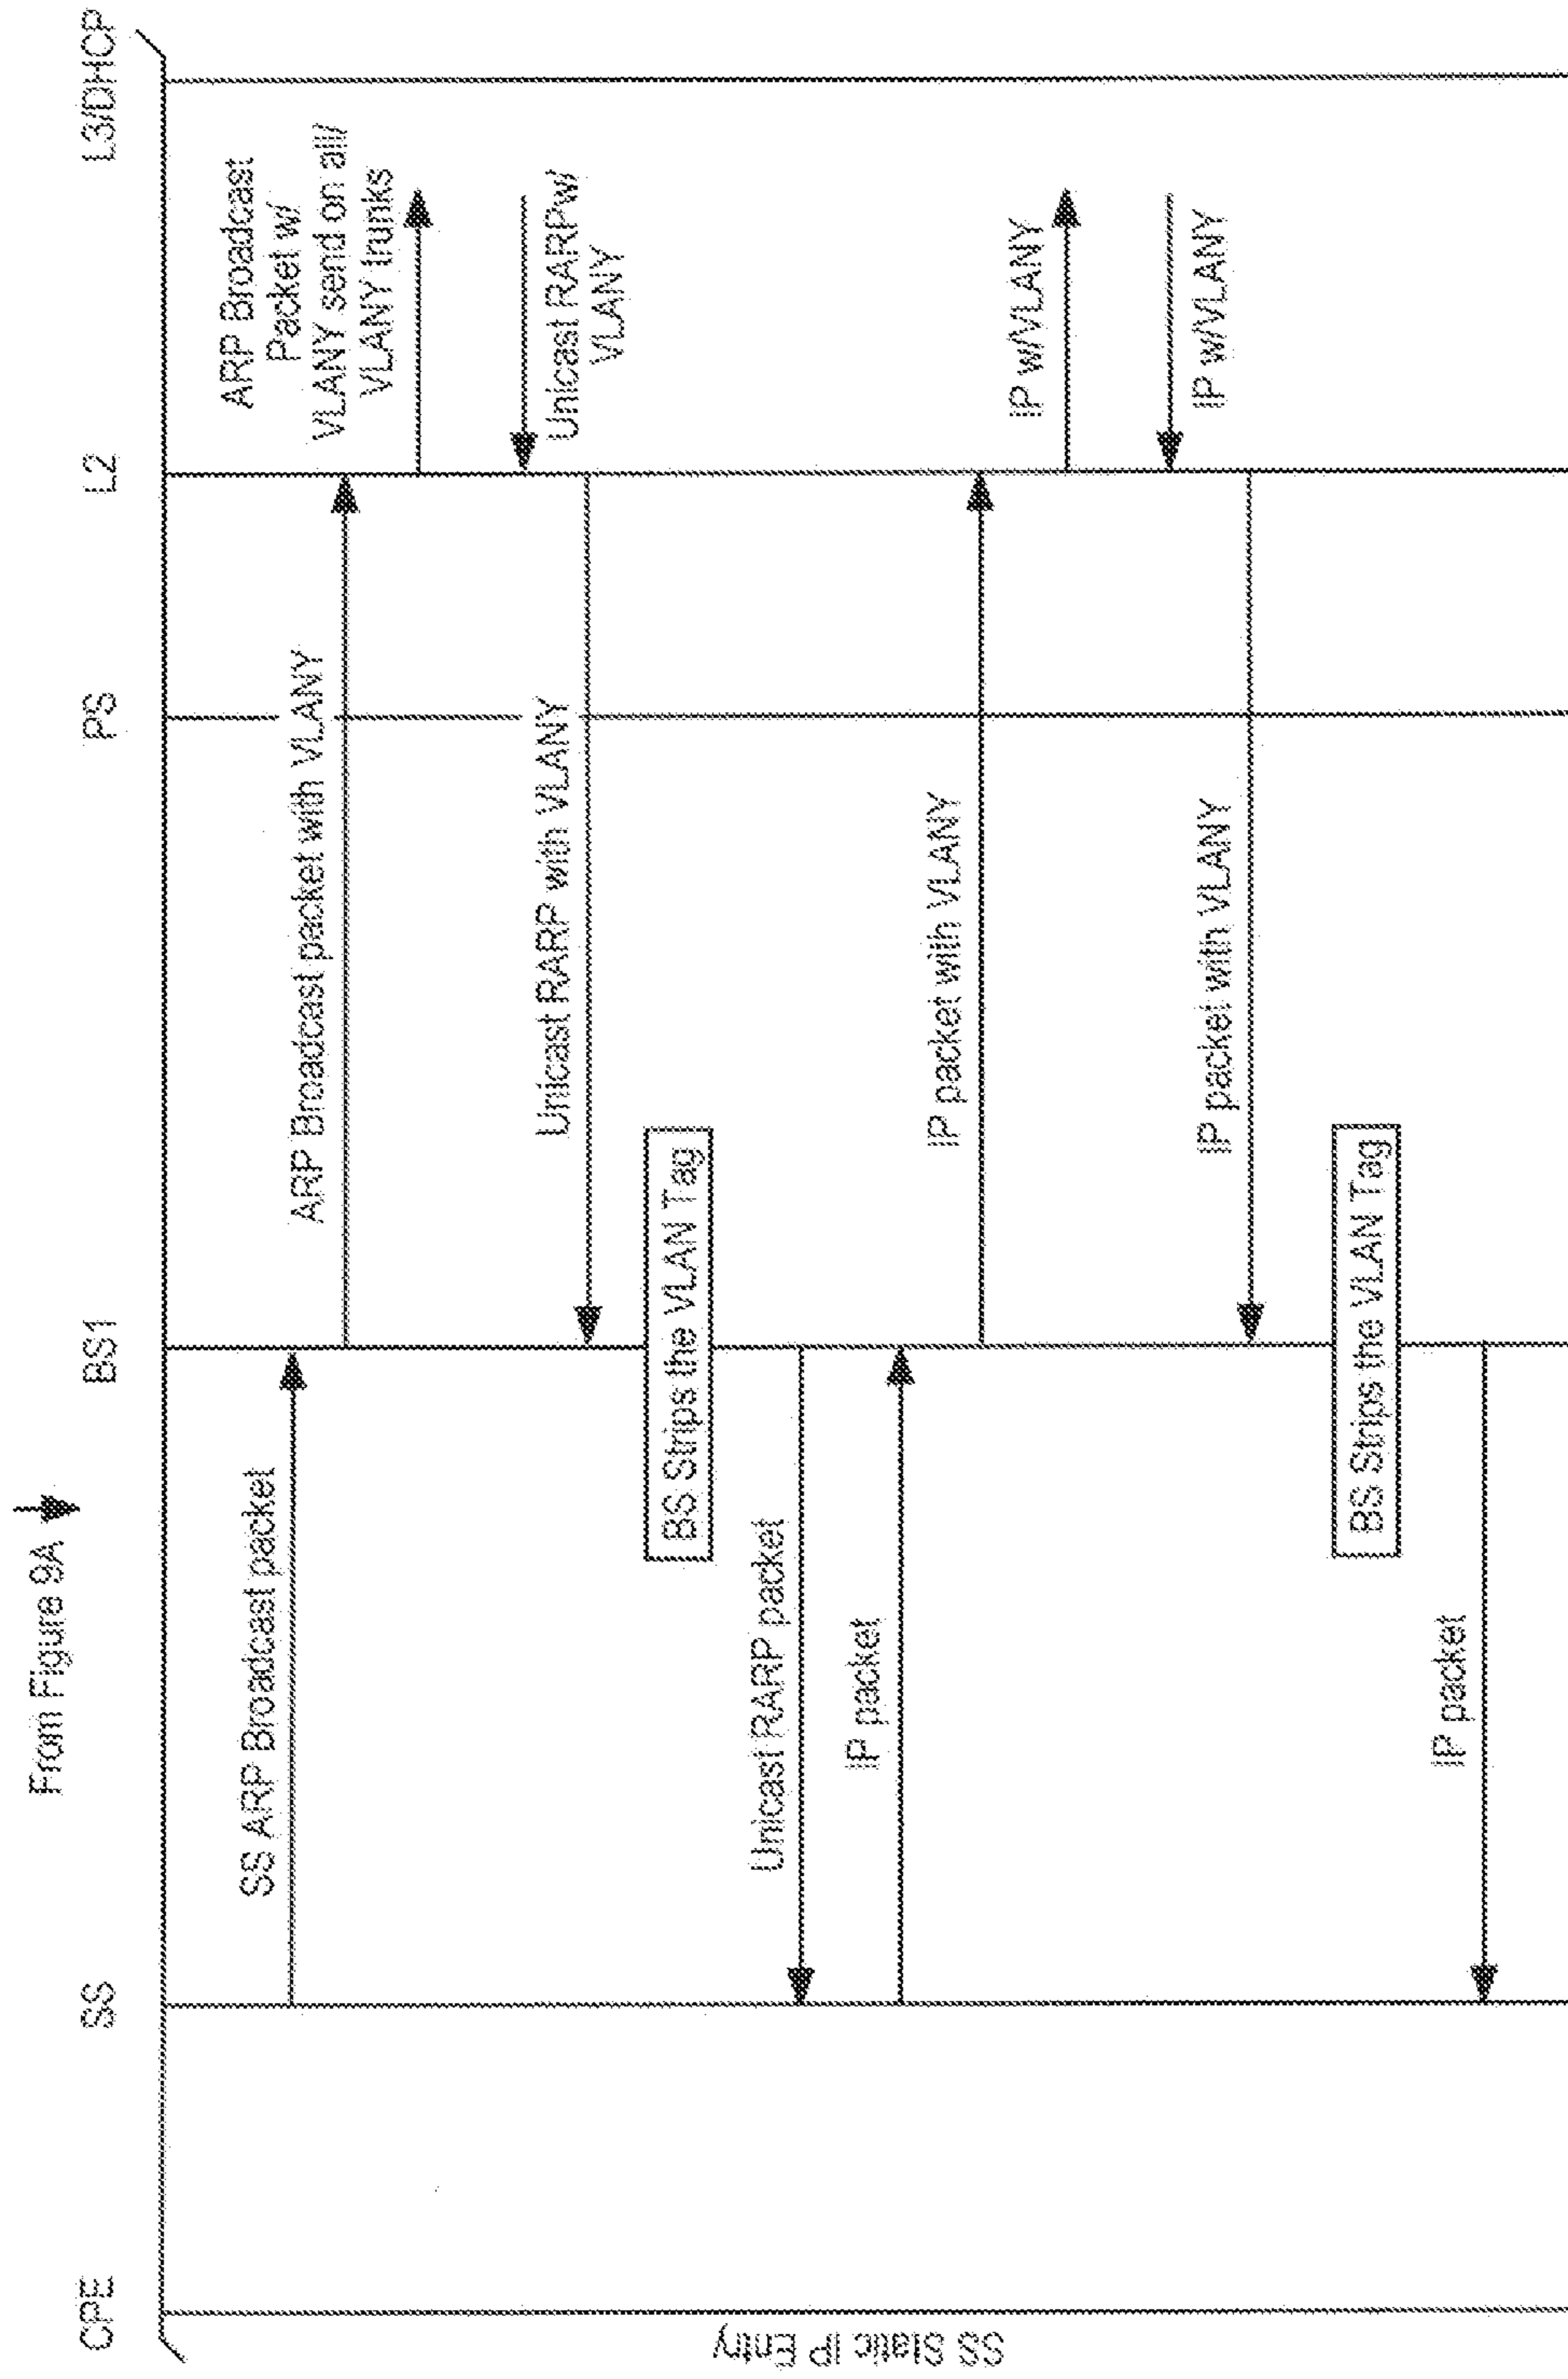 From Figure 9A
CPE
SS
BS1
PS
L2
L3/DHCP
SS Static IP Entry
SS ARP Broadcast packet
ARP Broadcast packet with VLANY
ARP Broadcast
Packet w/
VLANY send on all/
VLANY trunks
Unicast RARPw/
VLANY
Unicast RARP with VLANY
BS Strips the VLAN Tag
Unicast RARP packet
IP packet
IP packet with VLANY
IP w/VLANY
IP w/VLANY
IP packet with VLANY
BS Strips the VLAN Tag
IP packet